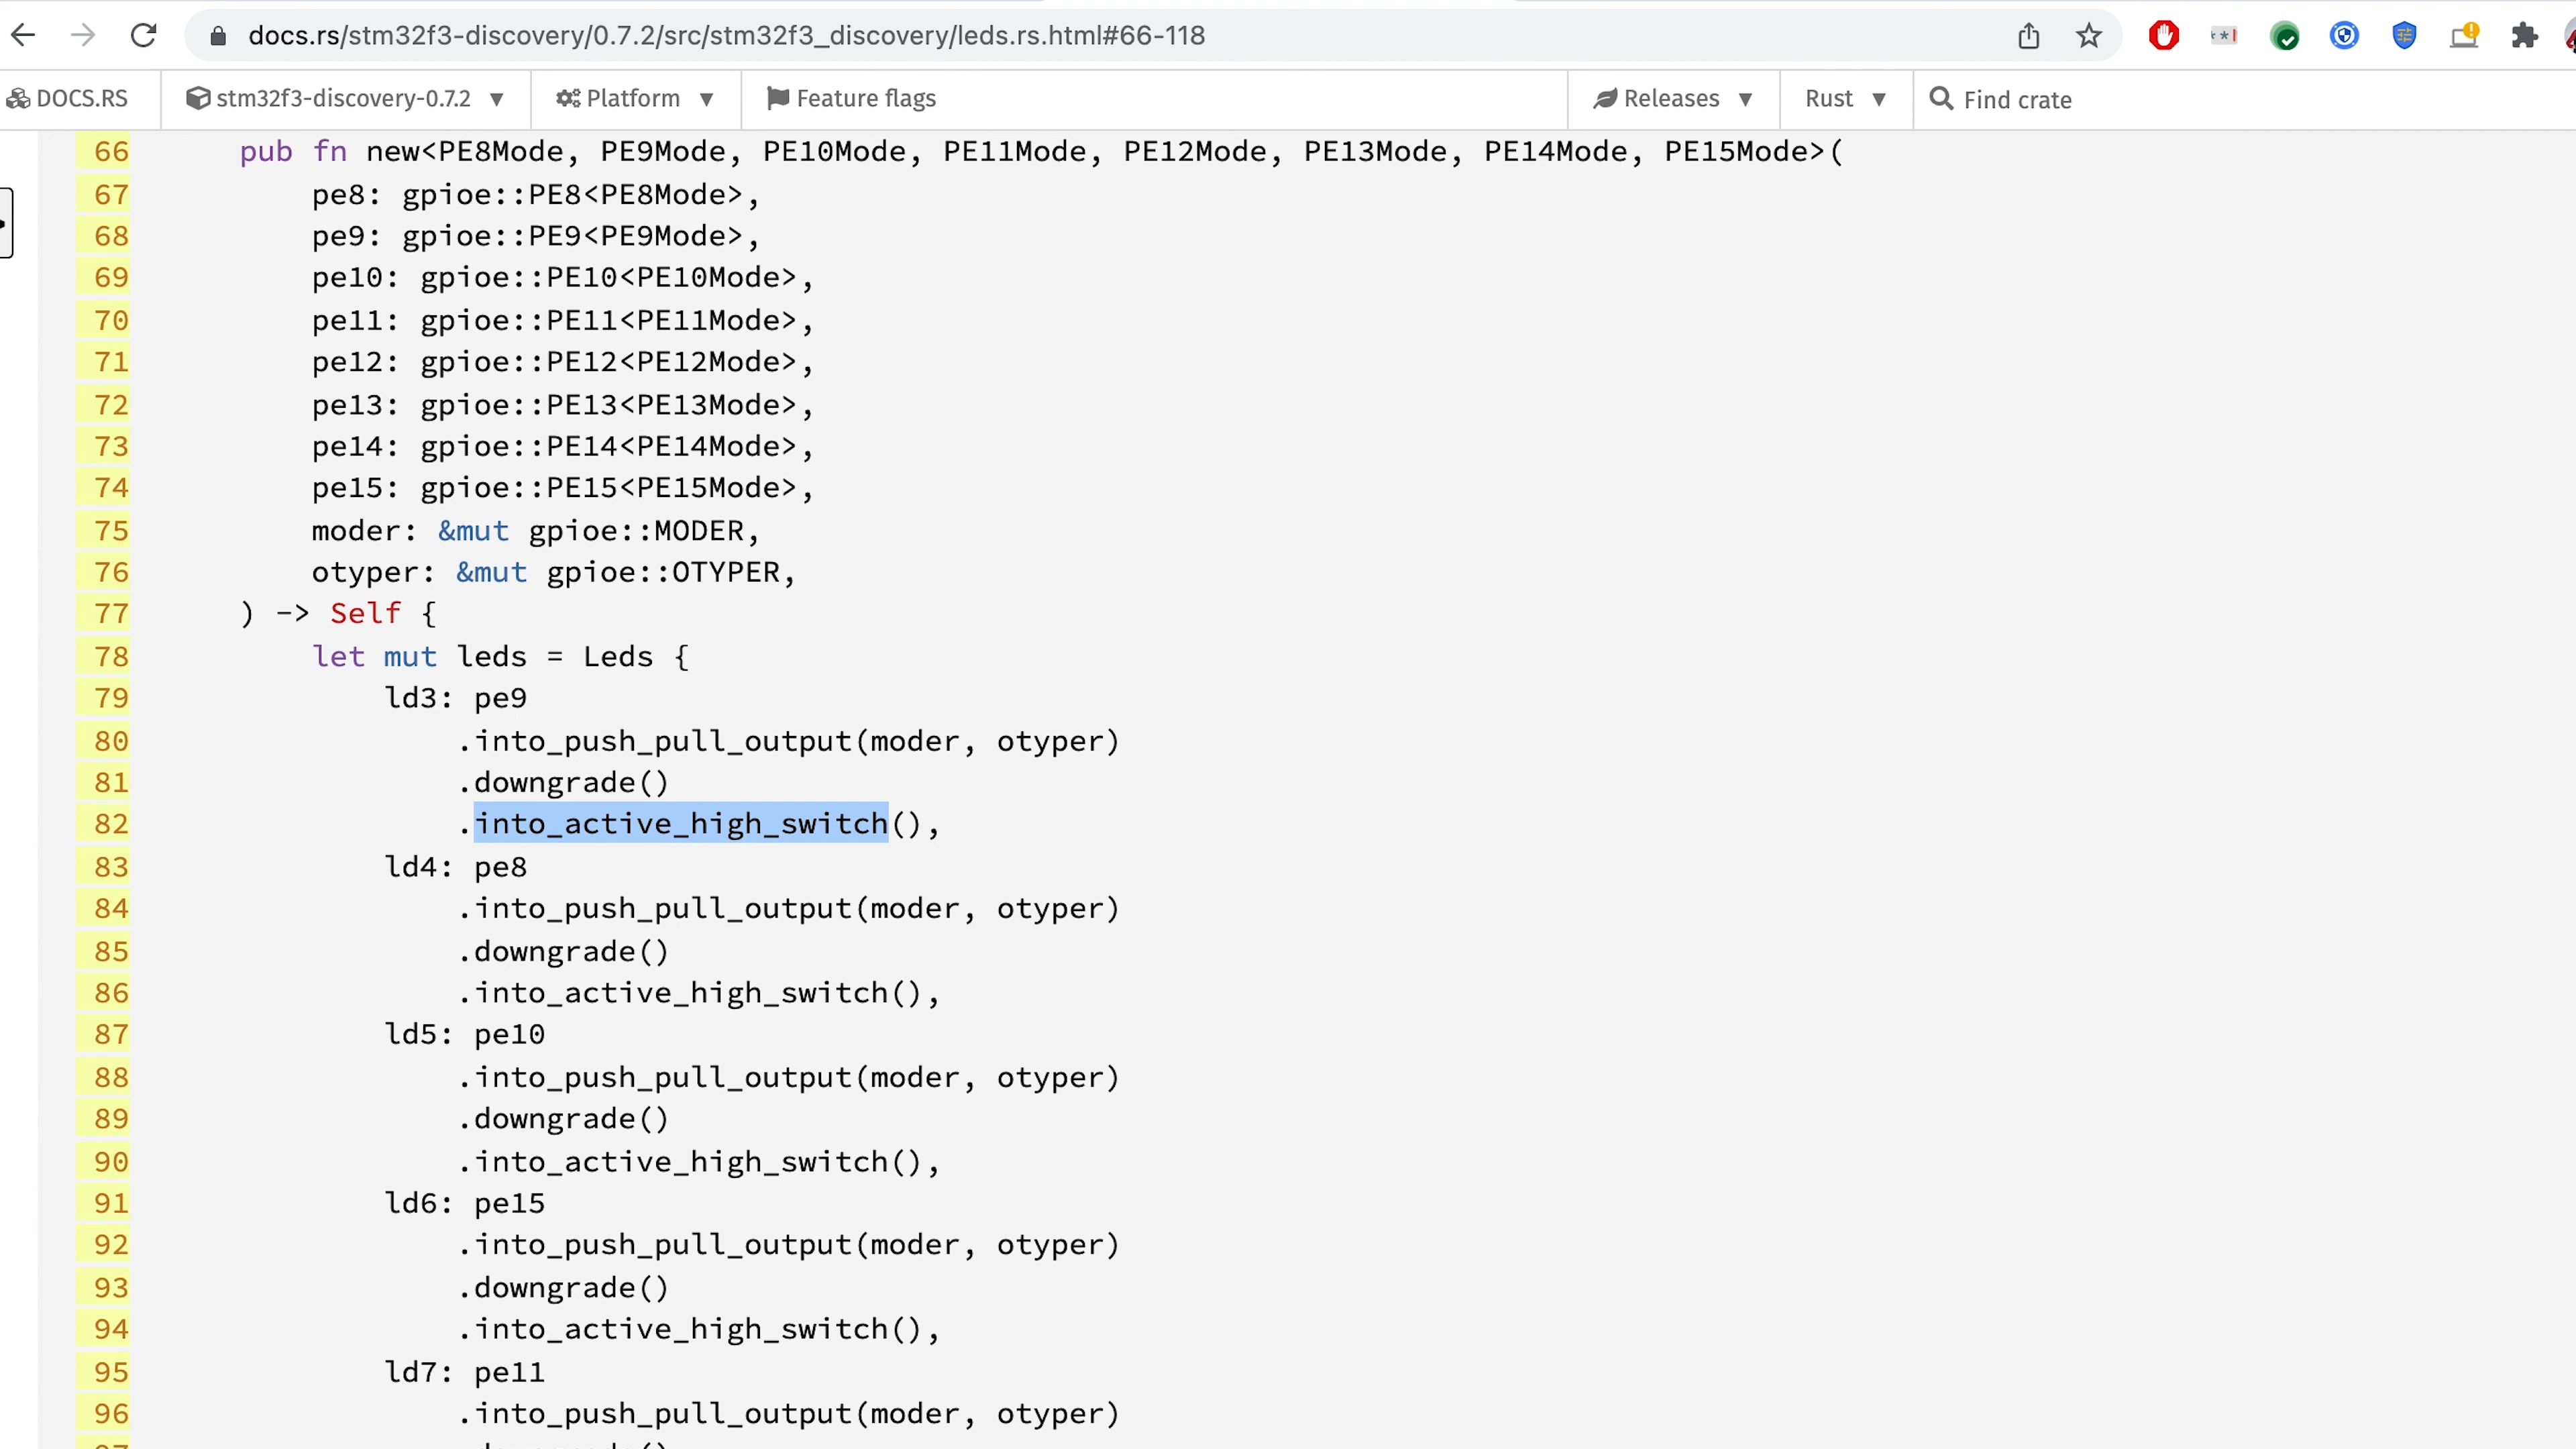 docs.rs/stm32f3-discovery/0.7.2/src/stm32f3_discovery/leds.rs.html#66-118
DOCS.RS stm32f3-discovery-0.7.2 ▼ Platform ▼ Feature flags Releases ▼ Rust ▼ Find crate
66 pub fn new<PE8Mode, PE9Mode, PE10Mode, PE11Mode, PE12Mode, PE13Mode, PE14Mode, PE15Mode>(
67 pe8: gpioe::PE8<PE8Mode>,
68 pe9: gpioe::PE9<PE9Mode>,
69 pe10: gpioe::PE10<PE10Mode>,
70 pe11: gpioe::PE11<PE11Mode>,
71 pe12: gpioe::PE12<PE12Mode>,
72 pe13: gpioe::PE13<PE13Mode>,
73 pe14: gpioe::PE14<PE14Mode>,
74 pe15: gpioe::PE15<PE15Mode>,
75 moder: &mut gpioe::MODER,
76 otyper: &mut gpioe::OTYPER,
77 ) -> Self {
78 let mut leds = Leds {
79 ld3: pe9
80 .into_push_pull_output(moder, otyper)
81 .downgrade()
82 .into_active_high_switch(),
83 ld4: pe8
84 .into_push_pull_output(moder, otyper)
85 .downgrade()
86 .into_active_high_switch(),
87 ld5: pe10
88 .into_push_pull_output(moder, otyper)
89 .downgrade()
90 .into_active_high_switch(),
91 ld6: pe15
92 .into_push_pull_output(moder, otyper)
93 .downgrade()
94 .into_active_high_switch(),
95 ld7: pe11
96 .into_push_pull_output(moder, otyper)